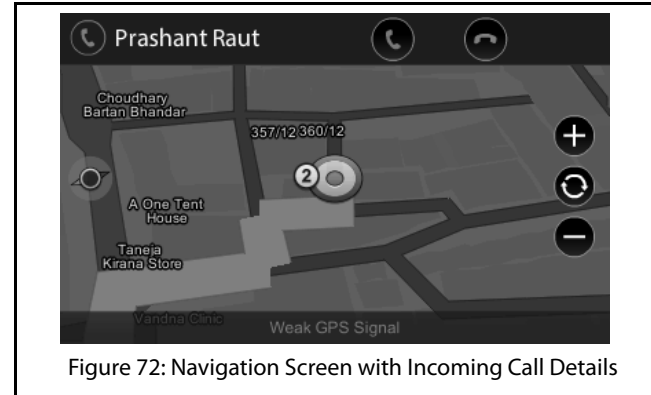 Prashant Raut
Choudhary
Bartan Bhandar
357/12 360/12
2
A One Tent
House
Taneja
Kirana Store
Vandna Clinic
Weak GPS Signal
Figure 72: Navigation Screen with Incoming Call Details